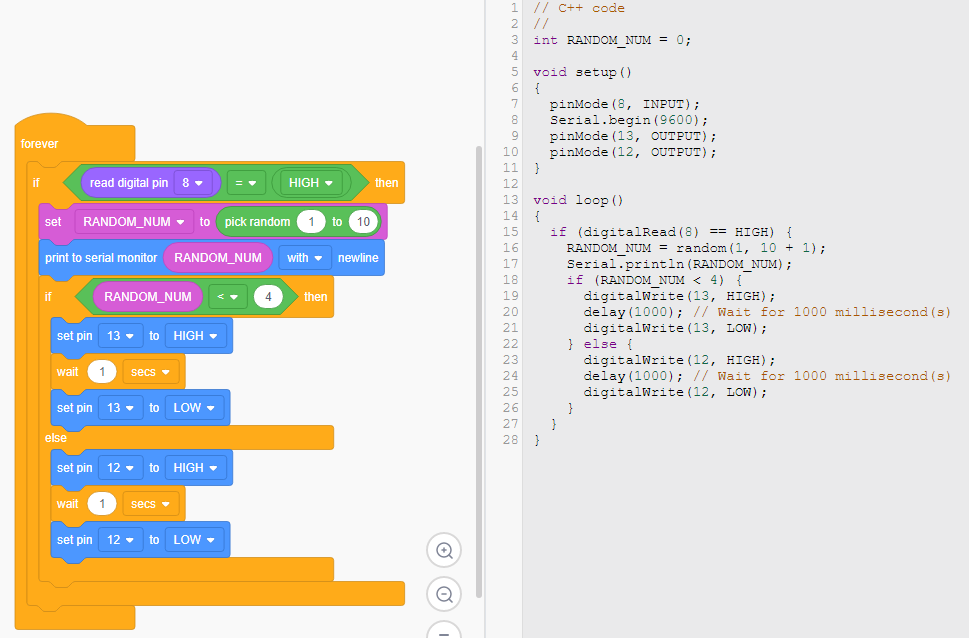 forever
if read digital pin 8 = HIGH then
set RANDOM_NUM to pick random 1 to 10
print to serial monitor RANDOM_NUM with newline
if RANDOM_NUM < 4 then
set pin 13 to HIGH
wait 1 secs
set pin 13 to LOW
else
set pin 12 to HIGH
wait 1 secs
set pin 12 to LOW
1 // C++ code
2 //
3 int RANDOM_NUM = 0;
4
5 void setup()
6 {
7   pinMode(8, INPUT);
8   Serial.begin(9600);
9   pinMode(13, OUTPUT);
10   pinMode(12, OUTPUT);
11 }
12
13 void loop()
14 {
15   if (digitalRead(8) == HIGH) {
16     RANDOM_NUM = random(1, 10 + 1);
17     Serial.println(RANDOM_NUM);
18     if (RANDOM_NUM < 4) {
19       digitalWrite(13, HIGH);
20       delay(1000); // Wait for 1000 millisecond(s)
21       digitalWrite(13, LOW);
22     } else {
23       digitalWrite(12, HIGH);
24       delay(1000); // Wait for 1000 millisecond(s)
25       digitalWrite(12, LOW);
26     }
27   }
28 }